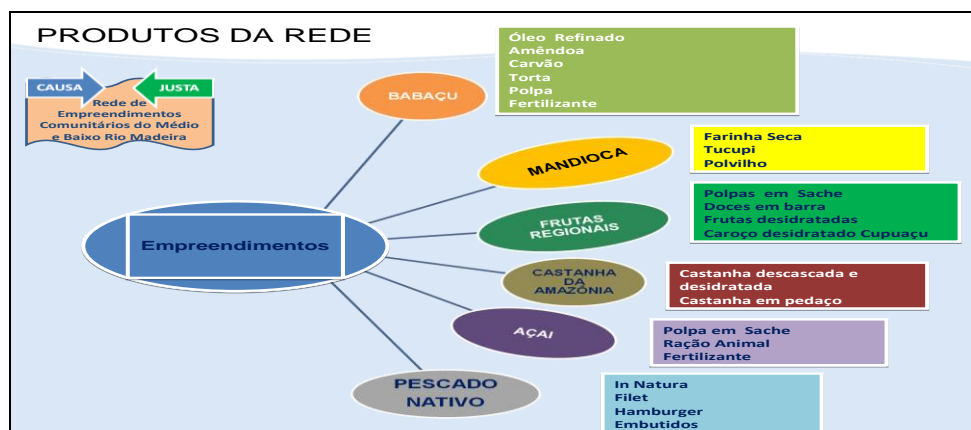 PRODUTOS DA REDE
CAUSA
JUSTA
Rede de
Empreendimentos
Comunitários do Médio
e Baixo Rio Madeira
Empreendimentos
BABAÇU
Óleo Refinado
Amêndoa
Carvão
Torta
Polpa
Fertilizante
MANDIOCA
Farinha Seca
Tucupi
Polvilho
FRUTAS
REGIONAIS
Polpas em Sache
Doces em barra
Frutas desidratadas
Caroço desidratado Cupuaçu
CASTANHA
DA
AMAZÔNIA
Castanha descascada e
desidratada
Castanha em pedaço
AÇAI
Polpa em Sache
Ração Animal
Fertilizante
PESCADO
NATIVO
In Natura
Filet
Hamburger
Embutidos